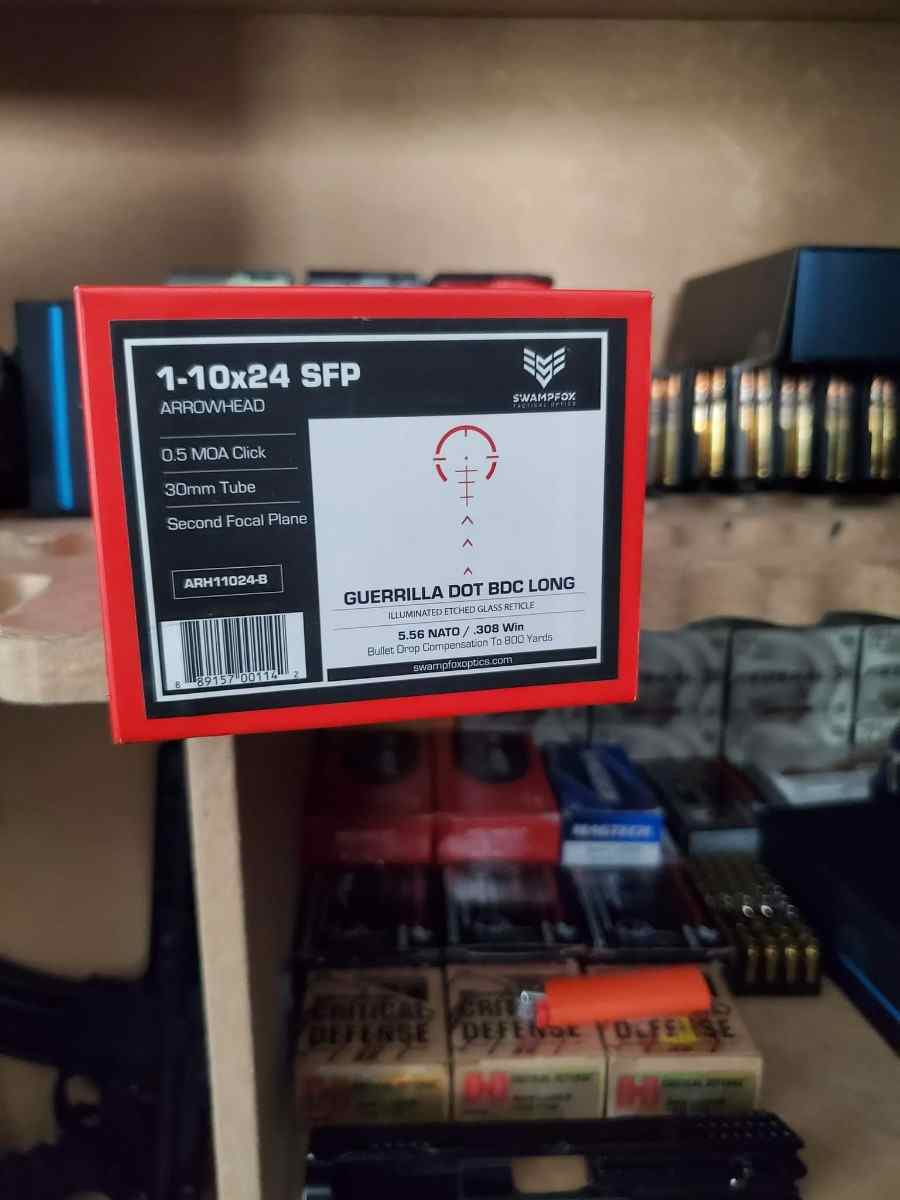 1-10x24 SFP
ARROWHEAD
SWAMPFOX
TACTICAL OPTICS
0.5 MOA Click
30mm Tube
Second Focal Plane
ARH11024-B
8 89157 00114 2
GUERRILLA DOT BDC LONG
ILLUMINATED ETCHED GLASS RETICLE
5.56 NATO / .308 Win
Bullet Drop Compensation To 800 Yards
swampfoxoptics.com
MAGTECH
CRITICAL
DEFENSE
CRITICAL
DEFENSE
DEFENSE